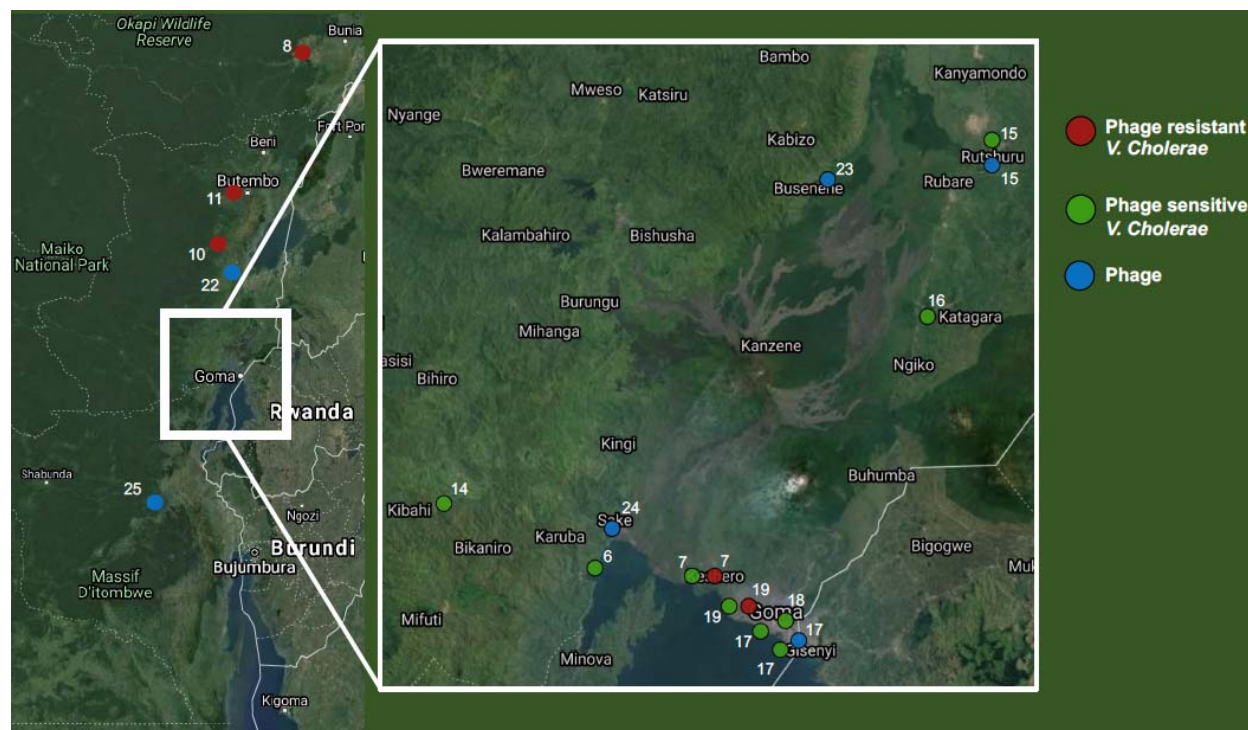 Okapi Wildlife
Reserve
Bunia
8
Fort Por
Beni
Butembo
11
Maiko
National Park
10
22
Goma
Rwanda
Shabunda
25
Ngozi
Burundi
Bujumbura
Massif
D'itombwe
Kigoma
Bambo
Kanyamondo
Mweso
Katsiru
Nyange
Kabizo
15
Rutshuru
15
Bweremane
23
Busenene
Rubare
Kalambahiro
Bishusha
Burungu
16
Katagara
Mihanga
Kanzene
asisi
Bihiro
Ngiko
Kingi
Buhumba
14
Kibahi
24
Sake
Karuba
Bikaniro
Bigogwe
6
7
7
Muk
19
19
Goma
18
Mifuti
17
17
Gisenyi
17
Minova
Phage resistant
V. Cholerae
Phage sensitive
V. Cholerae
Phage